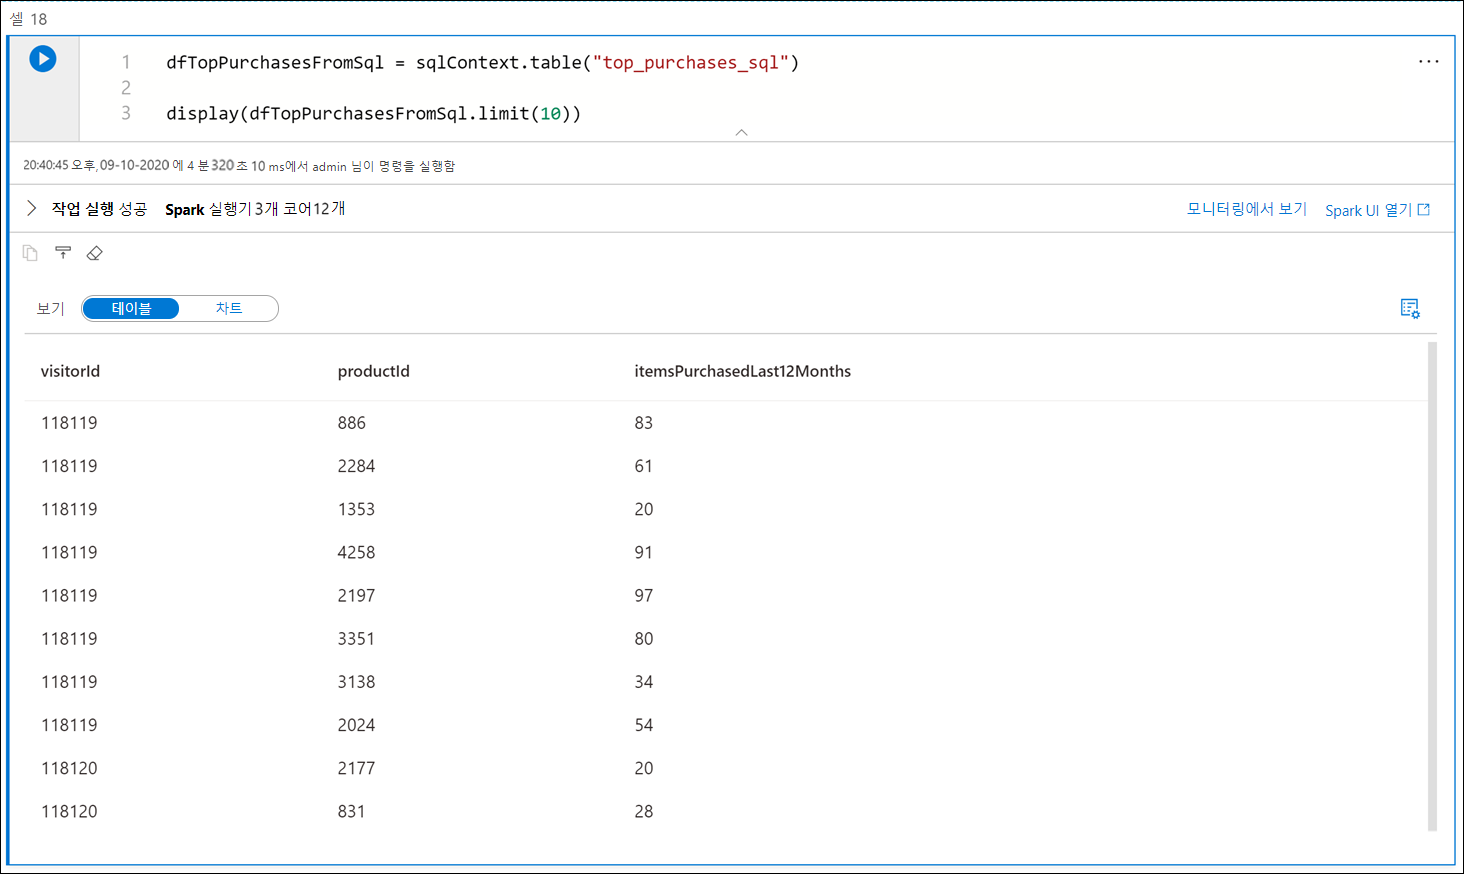 셀 18
1 dfTopPurchasesFromSql = sqlContext.table("top_purchases_sql")
2
3 display(dfTopPurchasesFromSql.limit(10))
20:40:45 오후,09-10-2020 에 4 분 320 초 10 ms에서 admin 님이 명령을 실행함
작업 실행 성공 Spark 실행기 3개 코어12개 모니터링에서 보기 Spark UI 열기
보기 테이블 차트
visitorId productId itemsPurchasedLast12Months
118119 886 83
118119 2284 61
118119 1353 20
118119 4258 91
118119 2197 97
118119 3351 80
118119 3138 34
118119 2024 54
118120 2177 20
118120 831 28